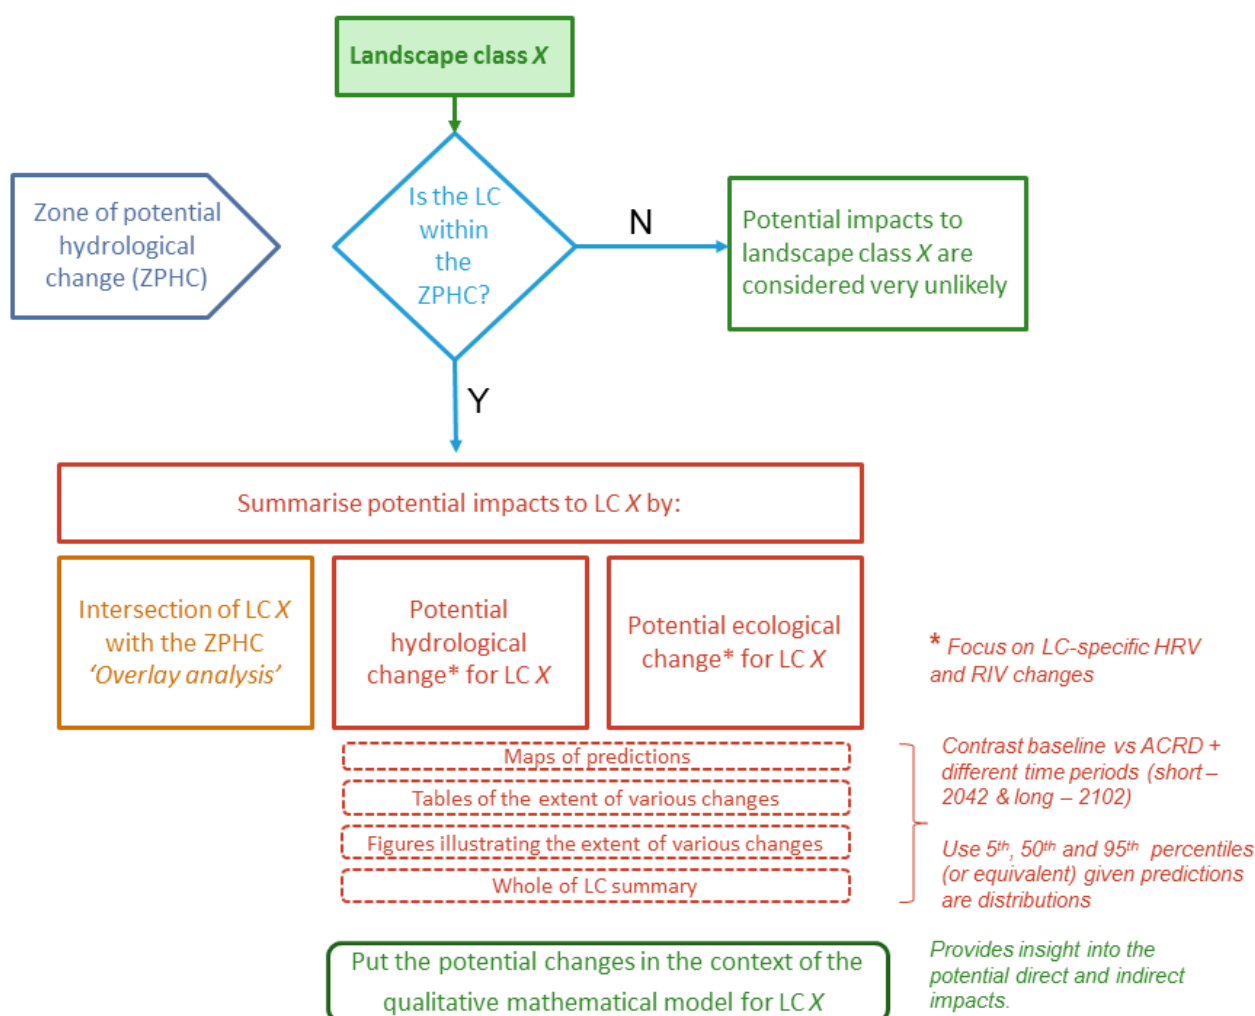 Landscape class X
Zone of potential
hydrological
change (ZPHC)
Is the LC
within
the
ZPHC?
N
Potential impacts to
landscape class X are
considered very unlikely
Y
Summarise potential impacts to LC X by:
Intersection of LC X
with the ZPHC
‘Overlay analysis’
Potential
hydrological
change* for LC X
Potential ecological
change* for LC X
* Focus on LC-specific HRV
and RIV changes
Maps of predictions
Tables of the extent of various changes
Figures illustrating the extent of various changes
Whole of LC summary
Contrast baseline vs ACRD +
different time periods (short –
2042 & long – 2102)
Use 5th, 50th and 95th percentiles
(or equivalent) given predictions
are distributions
Put the potential changes in the context of the
qualitative mathematical model for LC X
Provides insight into the
potential direct and indirect
impacts.